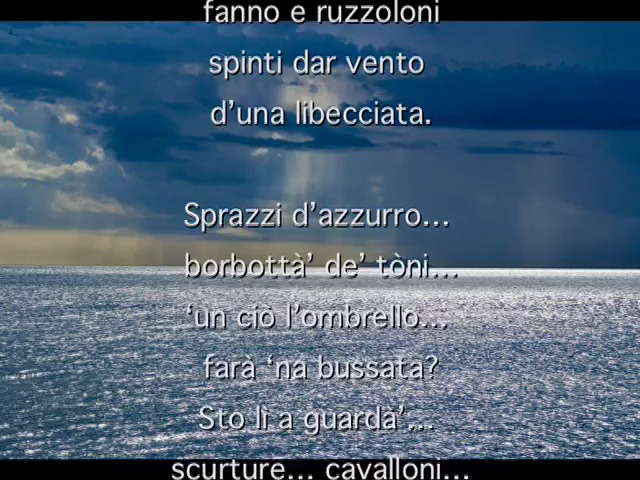 fanno e ruzzoloni
spinti dar vento
d'una libecciata.
Sprazzi d'azzurro...
borbottà' de' tòni...
'un ciò l'ombrello...
farà 'na bussata?
Sto lì a guardà'...
scurture... cavalloni...